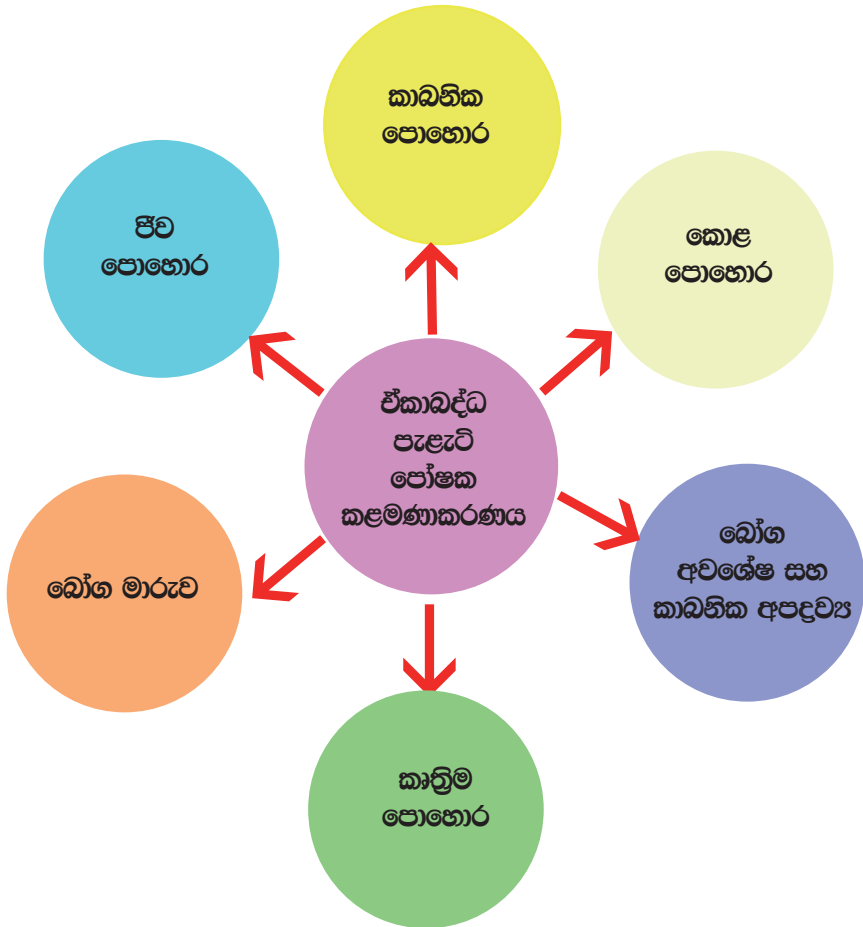 කාබනික
පොහොර
ජීව
පොහොර
කොළ
පොහොර
ඒකාබද්ධ
පැළැටි
පෝෂක
කළමණාකරණය
බෝග
අවශේෂ සහ
කාබනික අපද්‍රව්‍ය
බෝග මාරුව
කෘත්‍රිම
පොහොර